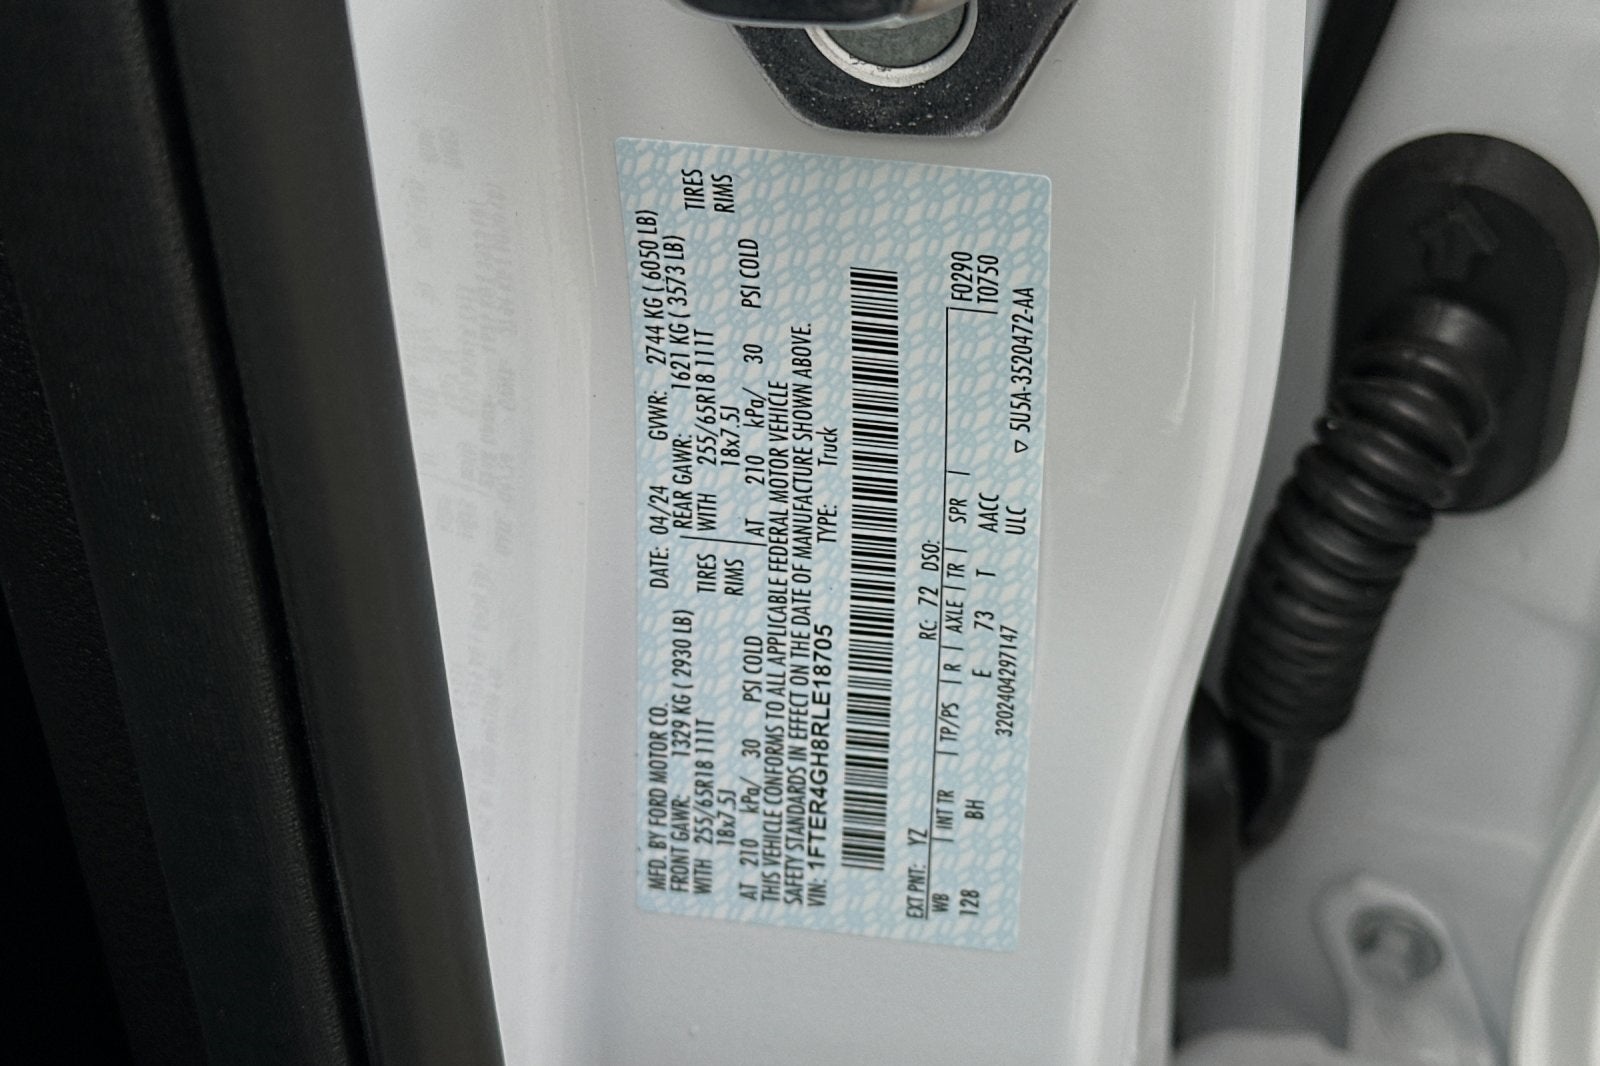 MFD. BY FORD MOTOR CO.
DATE: 04/24 GVWR: 2744 KG ( 6050 LB)
FRONT GAWR: 1329 KG ( 2930 LB)
REAR GAWR: 1621 KG ( 3573 LB)
WITH 255/65R18 111T TIRES
WITH 255/65R18 111T TIRES
18x7.5J RIMS
18x7.5J RIMS
AT 210 kPa/ 30 PSI COLD
AT 210 kPa/ 30 PSI COLD
THIS VEHICLE CONFORMS TO ALL APPLICABLE FEDERAL MOTOR VEHICLE
SAFETY STANDARDS IN EFFECT ON THE DATE OF MANUFACTURE SHOWN ABOVE.
VIN: 1FTER4GH8RLE18705 TYPE: Truck
EXT PNT: YZ RC: 72 DSO: F0290
WB | INT TR | TP/PS | R | AXLE | TR | SPR | T0750
128 BH E 73 T AACC
3202404297147 ULC ▽ 5U5A-3520472-AA